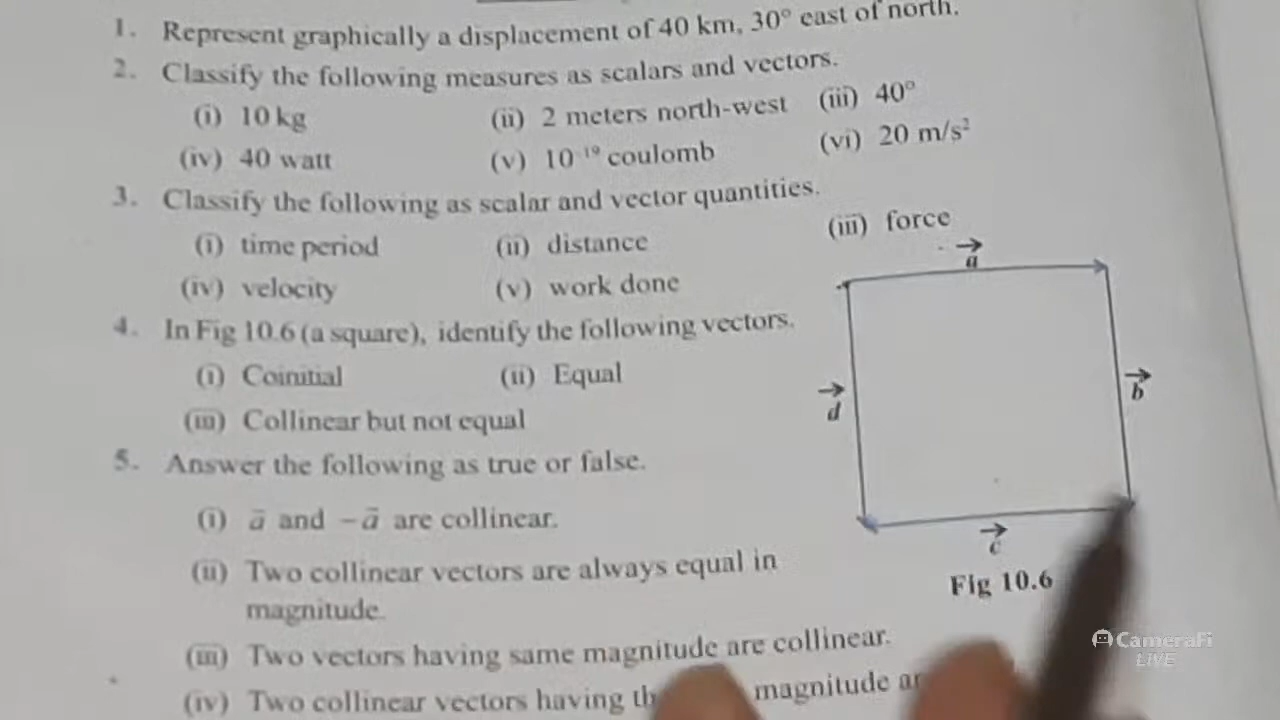 1. Represent graphically a displacement of 40 km, 30° east of north.
2. Classify the following measures as scalars and vectors.
(i) 10 kg (ii) 2 meters north-west (iii) 40°
(iv) 40 watt (v) 10⁻¹⁹ coulomb (vi) 20 m/s²
3. Classify the following as scalar and vector quantities.
(i) time period (ii) distance (iii) force
(iv) velocity (v) work done
4. In Fig 10.6 (a square), identify the following vectors.
(i) Coinitial (ii) Equal
(iii) Collinear but not equal
a⃗
b⃗
d⃗
c⃗
Fig 10.6
5. Answer the following as true or false.
(i) a⃗ and −a⃗ are collinear.
(ii) Two collinear vectors are always equal in
magnitude.
(iii) Two vectors having same magnitude are collinear.
(iv) Two collinear vectors having magnitude
CameraFi
LIVE